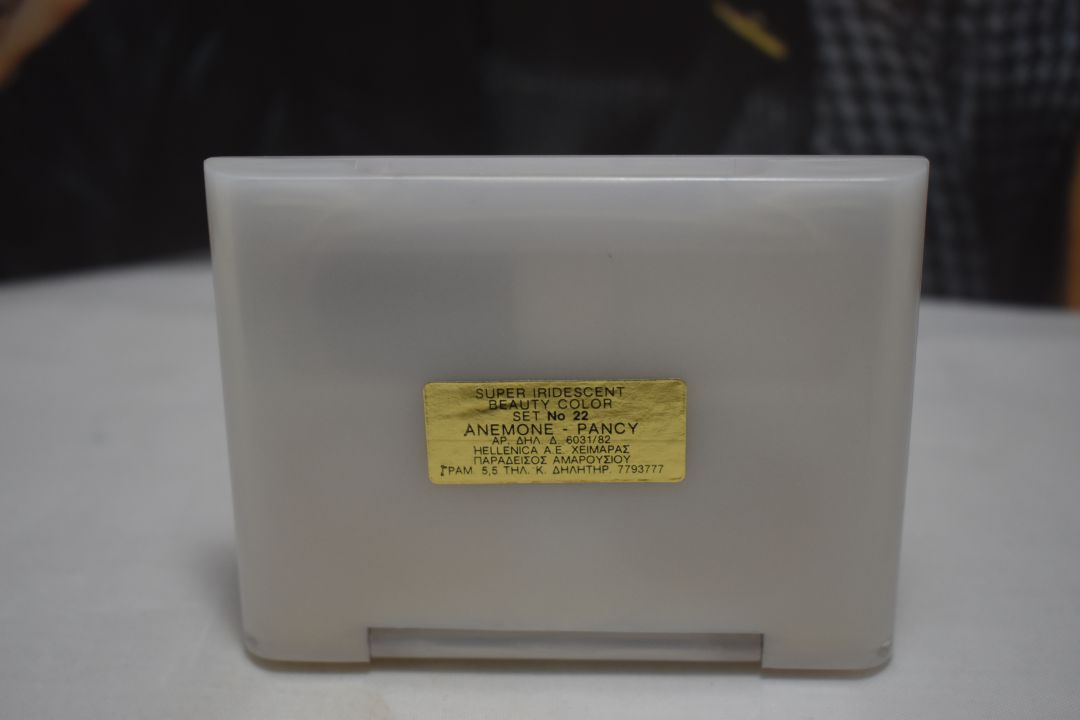 SUPER IRIDESCENT
BEAUTY COLOR
SET No 22
ANEMONE - PANCY
ΑΡ. ΔΗΛ. Δ. 6031/82
HELLENICA A.E. ΧΕΙΜΑΡΑΣ
ΠΑΡΑΔΕΙΣΟΣ ΑΜΑΡΟΥΣΙΟΥ
ΓΡΑΜ. 5,5 ΤΗΛ. Κ. ΔΗΛΗΤΗΡ. 7793777